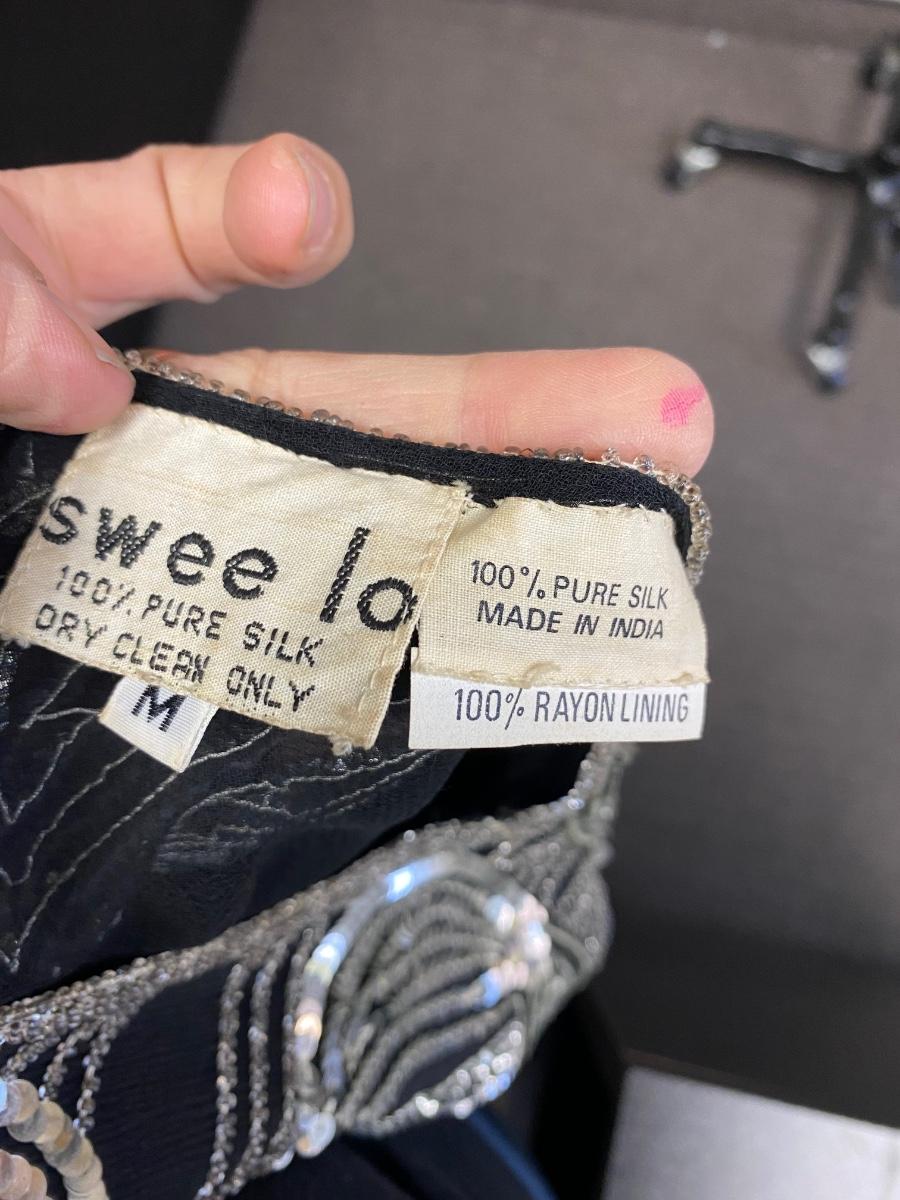 swee lo
100% PURE SILK
DRY CLEAN ONLY
M
100% PURE SILK
MADE IN INDIA
100% RAYON LINING